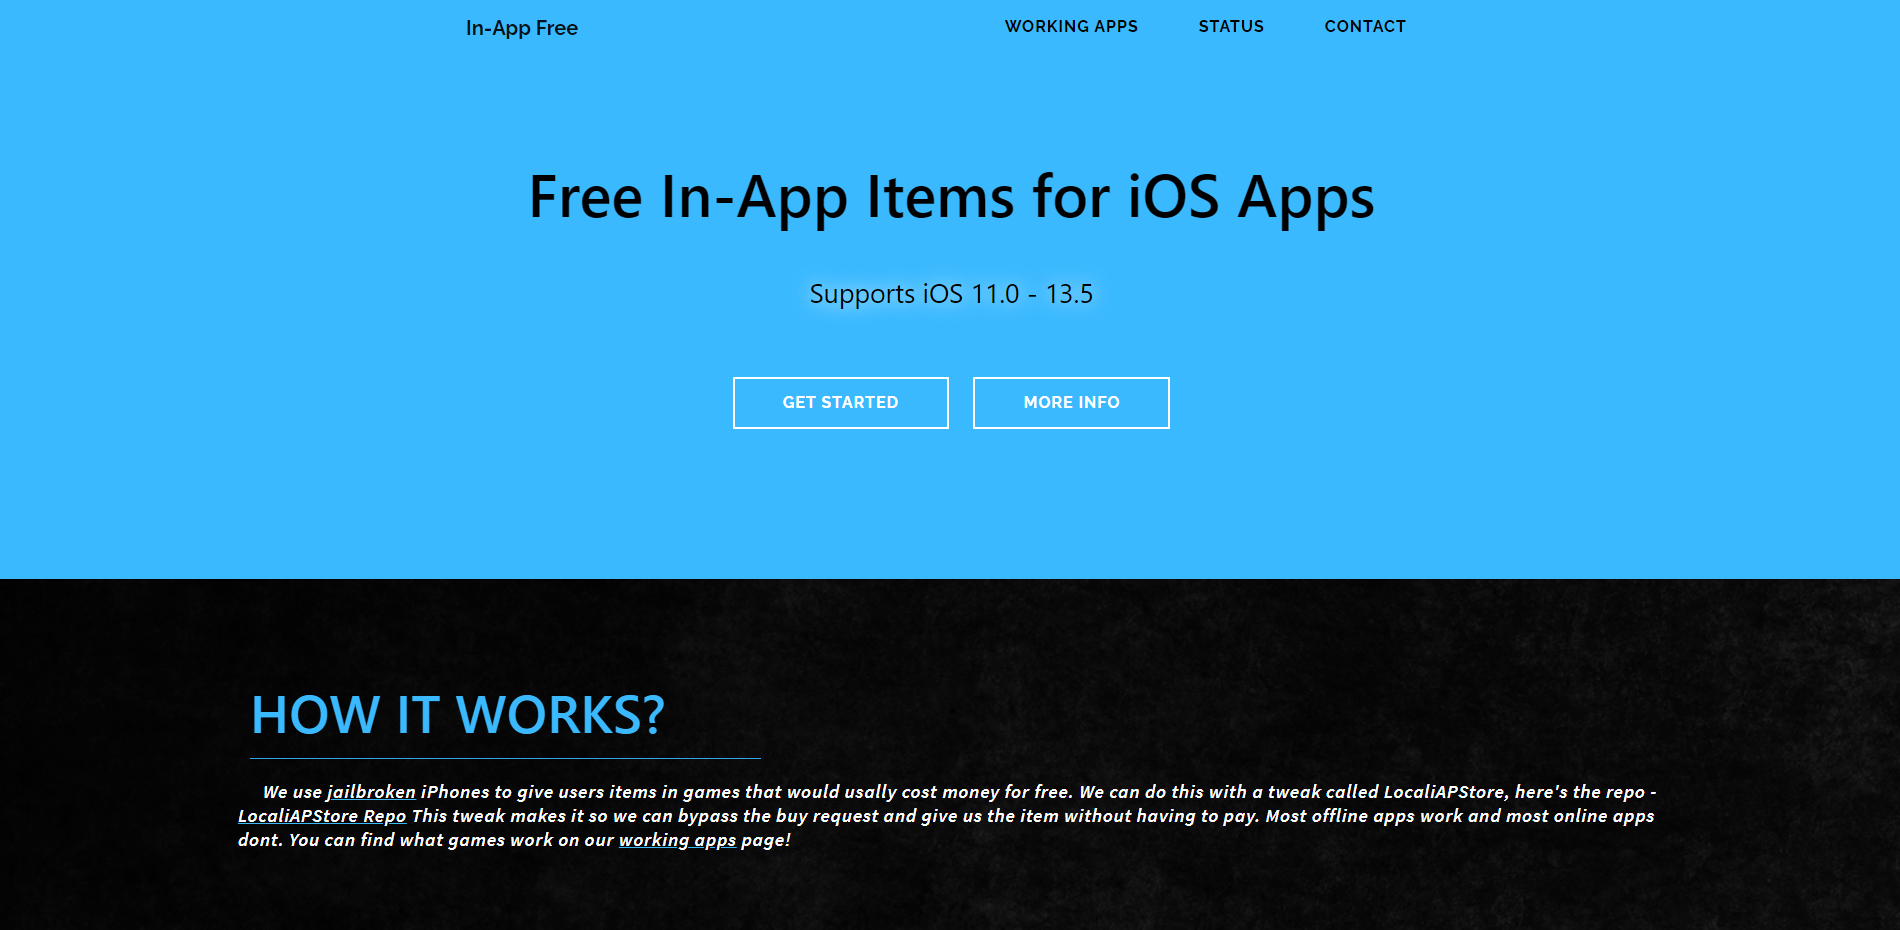 In-App Free
WORKING APPS
STATUS
CONTACT
Free In-App Items for iOS Apps
Supports iOS 11.0 - 13.5
GET STARTED
MORE INFO
HOW IT WORKS?
We use jailbroken iPhones to give users items in games that would usally cost money for free. We can do this with a tweak called LocaliAPStore, here's the repo -
LocaliAPStore Repo This tweak makes it so we can bypass the buy request and give us the item without having to pay. Most offline apps work and most online apps
dont. You can find what games work on our working apps page!